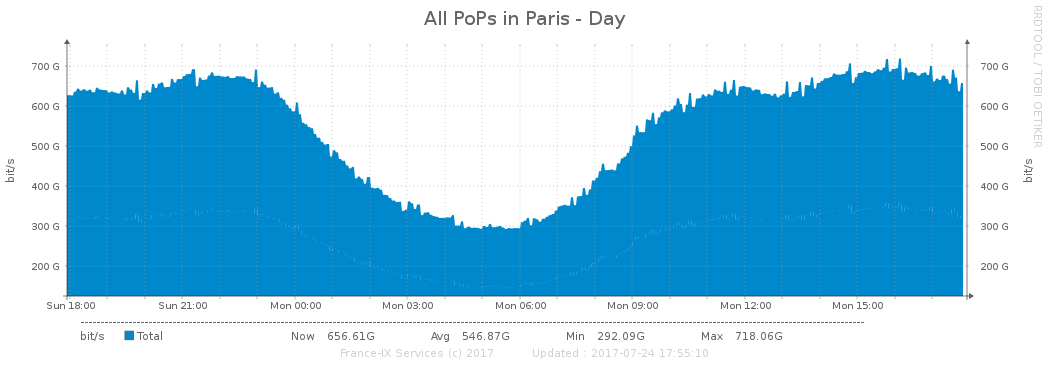 All PoPs in Paris - Day
RRDTOOL / TOBI OETIKER
bit/s
700 G 700 G
600 G 600 G
500 G 500 G
400 G 400 G
300 G 300 G
200 G 200 G
bit/s
Sun 18:00 Sun 21:00 Mon 00:00 Mon 03:00 Mon 06:00 Mon 09:00 Mon 12:00 Mon 15:00
bit/s Total Now 656.61G Avg 546.87G Min 292.09G Max 718.06G
France-IX Services (c) 2017 Updated : 2017-07-24 17:55:10